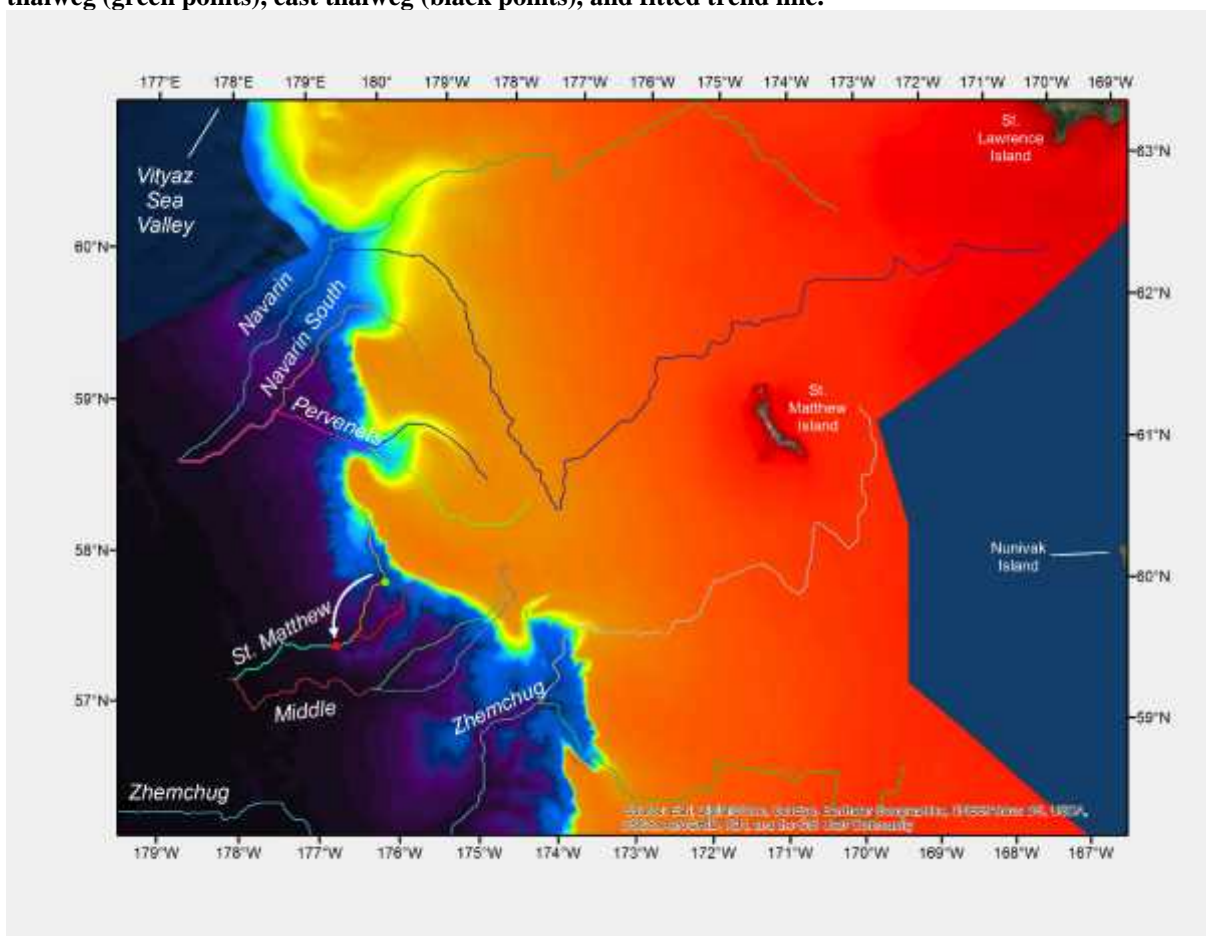 thalweg (green points), east thalweg (black points), and fitted trend line.
177°E 178°E 179°E 180° 179°W 178°W 177°W 176°W 175°W 174°W 173°W 172°W 171°W 170°W 169°W
St.
Lawrence
Island
63°N
Vityaz
Sea
Valley
60°N
Navarin
Navarin South
62°N
59°N
Pervenets
St.
Matthew
Island
61°N
58°N
Nunivak
Island
60°N
St. Matthew
57°N
Middle
Zhemchug
59°N
Zhemchug
179°W 178°W 177°W 176°W 175°W 174°W 173°W 172°W 171°W 170°W 169°W 168°W 167°W